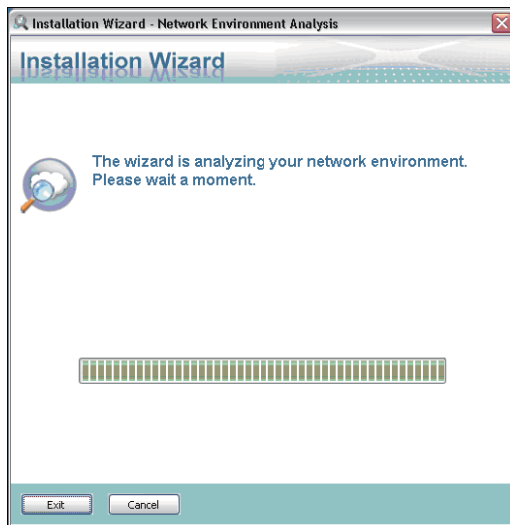 Installation Wizard - Network Environment Analysis
Installation Wizard
The wizard is analyzing your network environment.
Please wait a moment.
Exit
Cancel